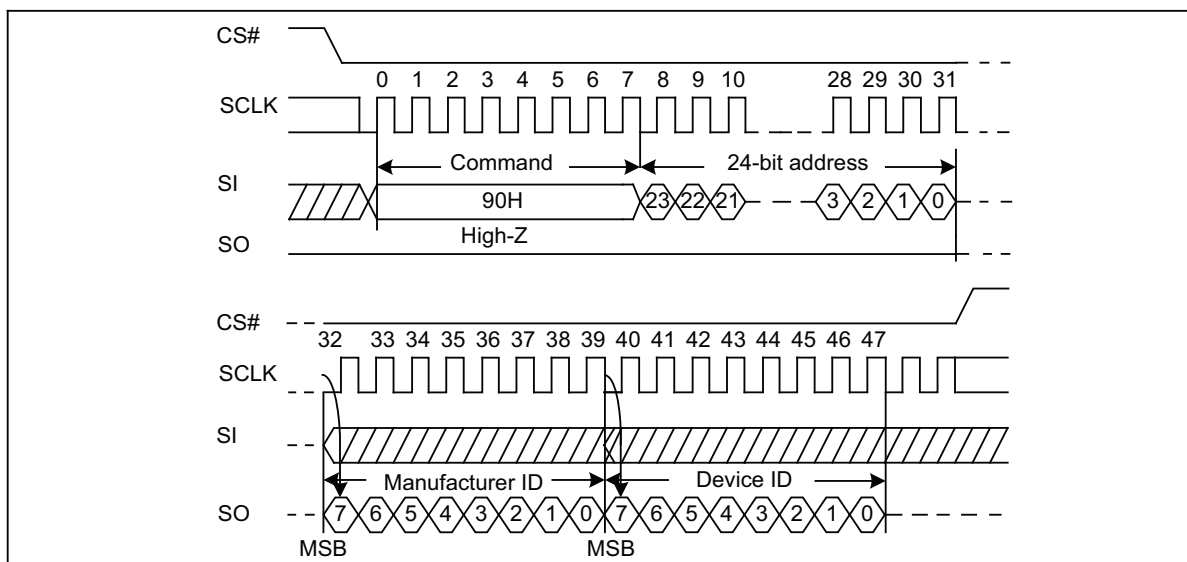 CS#
0 1 2 3 4 5 6 7 8 9 10 28 29 30 31
SCLK
Command 24-bit address
SI
90H 23 22 21 3 2 1 0
High-Z
SO
CS#
32 33 34 35 36 37 38 39 40 41 42 43 44 45 46 47
SCLK
SI
Manufacturer ID Device ID
SO 7 6 5 4 3 2 1 0 7 6 5 4 3 2 1 0
MSB MSB